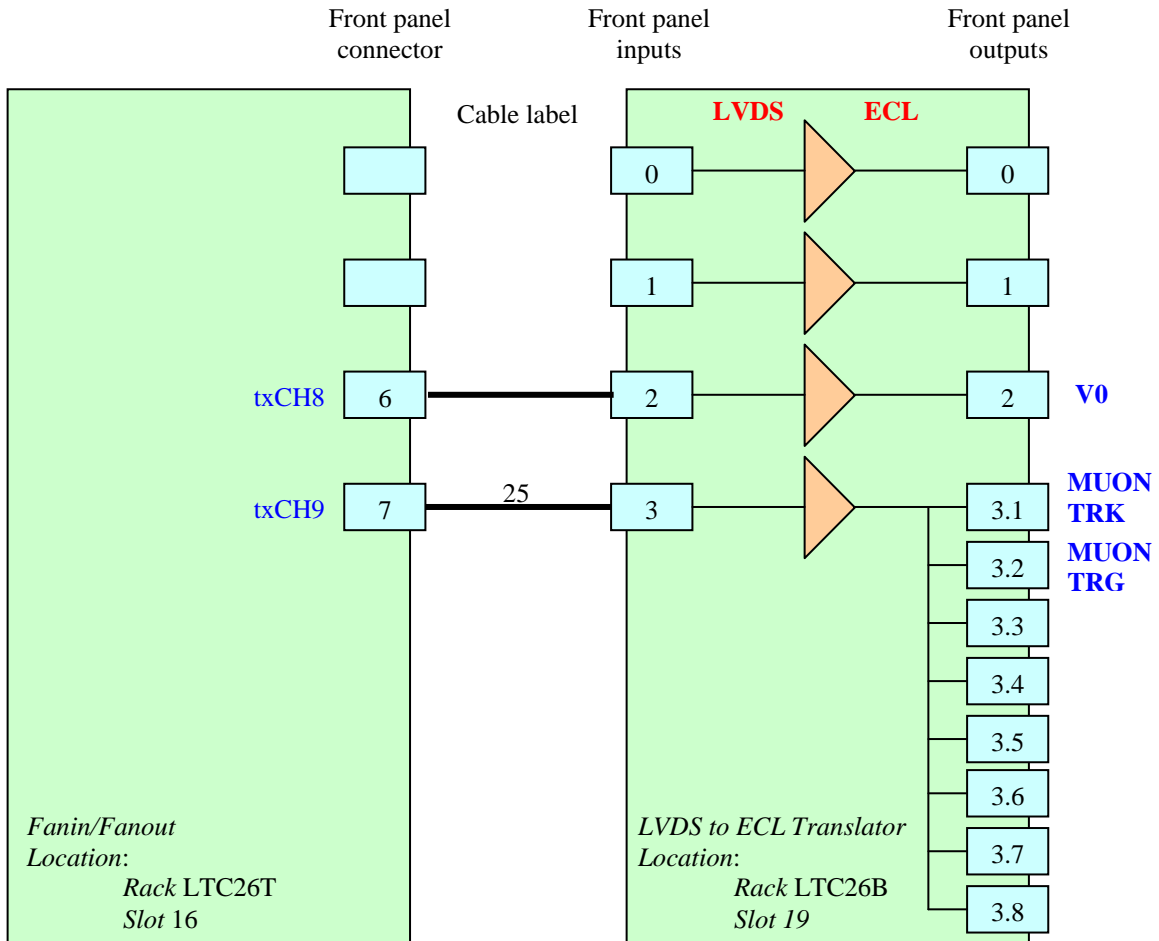 Front panel
connector
Front panel
inputs
Front panel
outputs
Cable label
LVDS ECL
0 0
1 1
txCH8 6 2 2 V0
txCH9 7 25 3 3.1 MUON
TRK
3.2 MUON
TRG
3.3
3.4
3.5
3.6
3.7
3.8
Fanin/Fanout
Location:
Rack LTC26T
Slot 16
LVDS to ECL Translator
Location:
Rack LTC26B
Slot 19